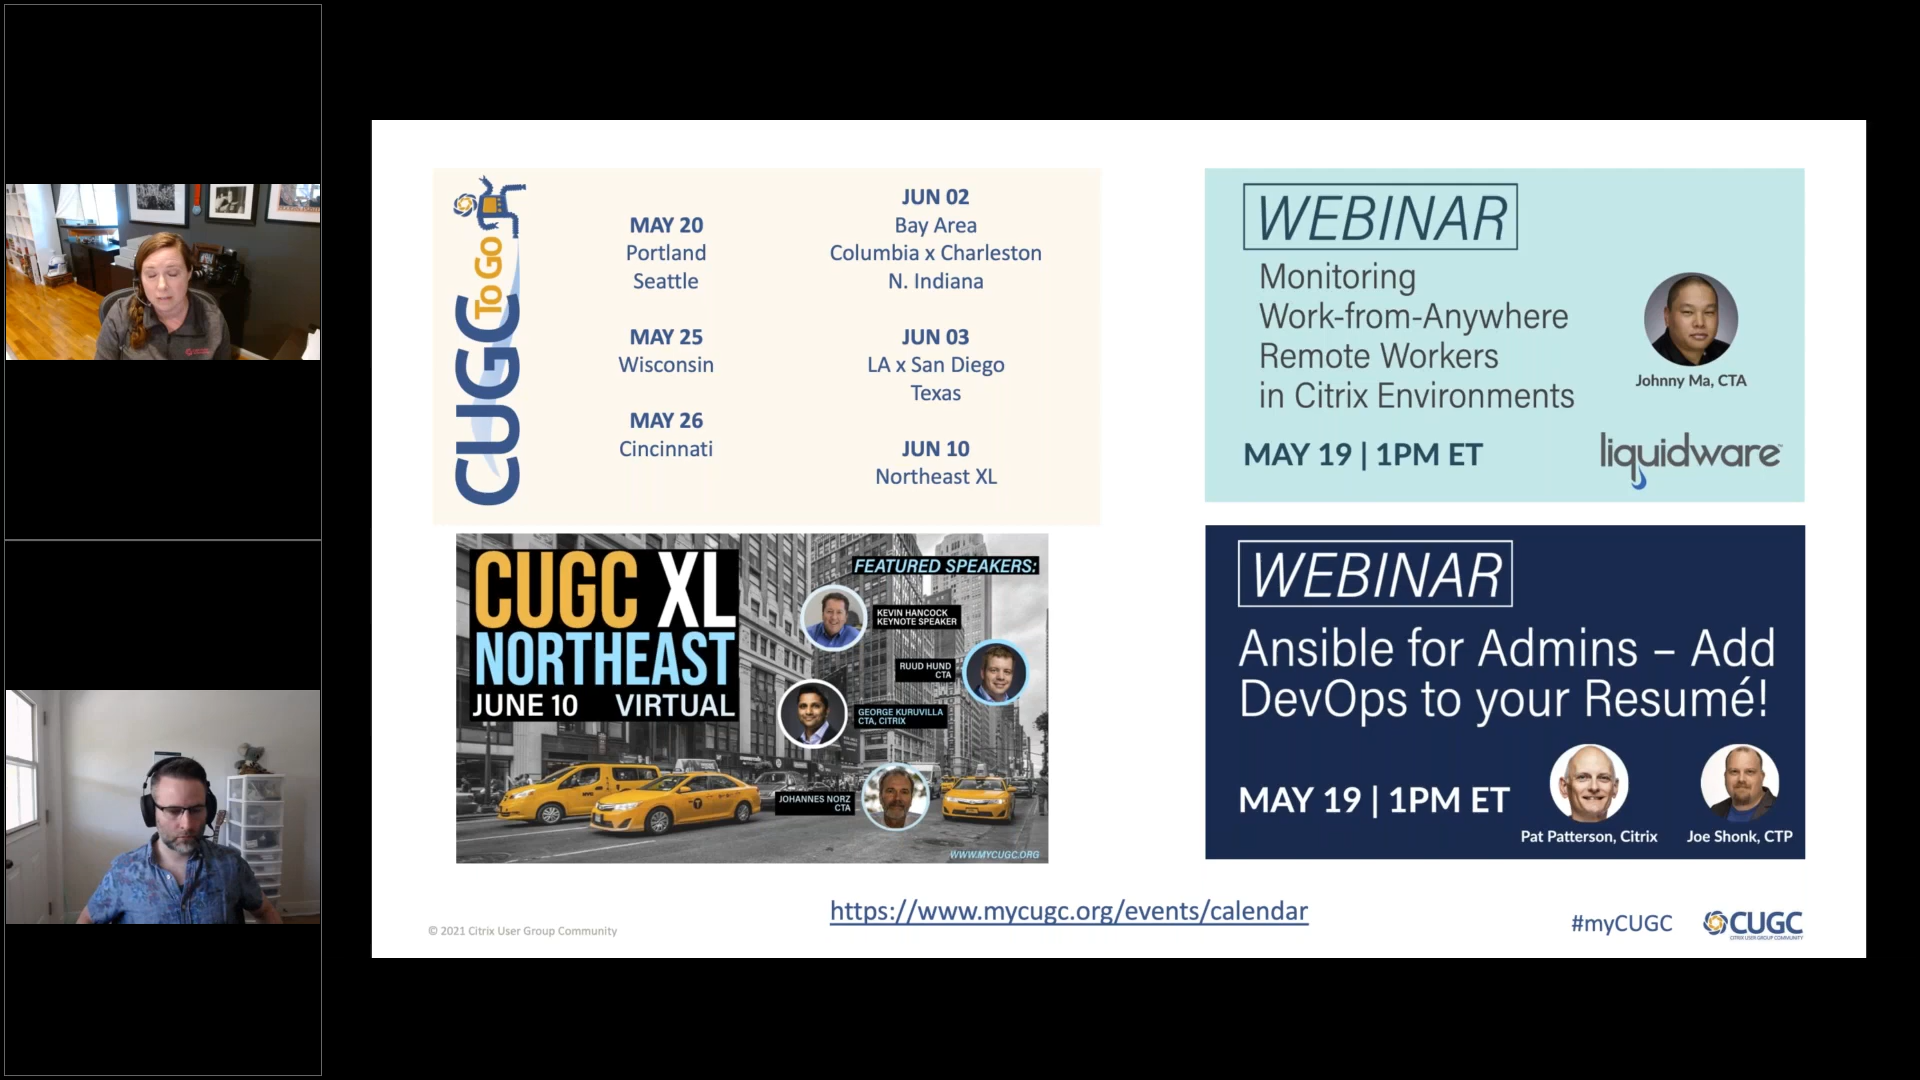 CUGC To Go
MAY 20
Portland
Seattle
MAY 25
Wisconsin
MAY 26
Cincinnati
JUN 02
Bay Area
Columbia x Charleston
N. Indiana
JUN 03
LA x San Diego
Texas
JUN 10
Northeast XL
WEBINAR
Monitoring
Work-from-Anywhere
Remote Workers
in Citrix Environments
Johnny Ma, CTA
MAY 19 | 1PM ET
liquidware™
CUGC XL
NORTHEAST
JUNE 10 VIRTUAL
FEATURED SPEAKERS:
KEVIN HANCOCK
KEYNOTE SPEAKER
RUUD HUND
CTA
GEORGE KURUVILLA
CTA, CITRIX
JOHANNES NORZ
CTA
WWW.MYCUGC.ORG
WEBINAR
Ansible for Admins – Add
DevOps to your Resumé!
MAY 19 | 1PM ET
Pat Patterson, Citrix
Joe Shonk, CTP
https://www.mycugc.org/events/calendar
© 2021 Citrix User Group Community
#myCUGC
CUGC
CITRIX USER GROUP COMMUNITY